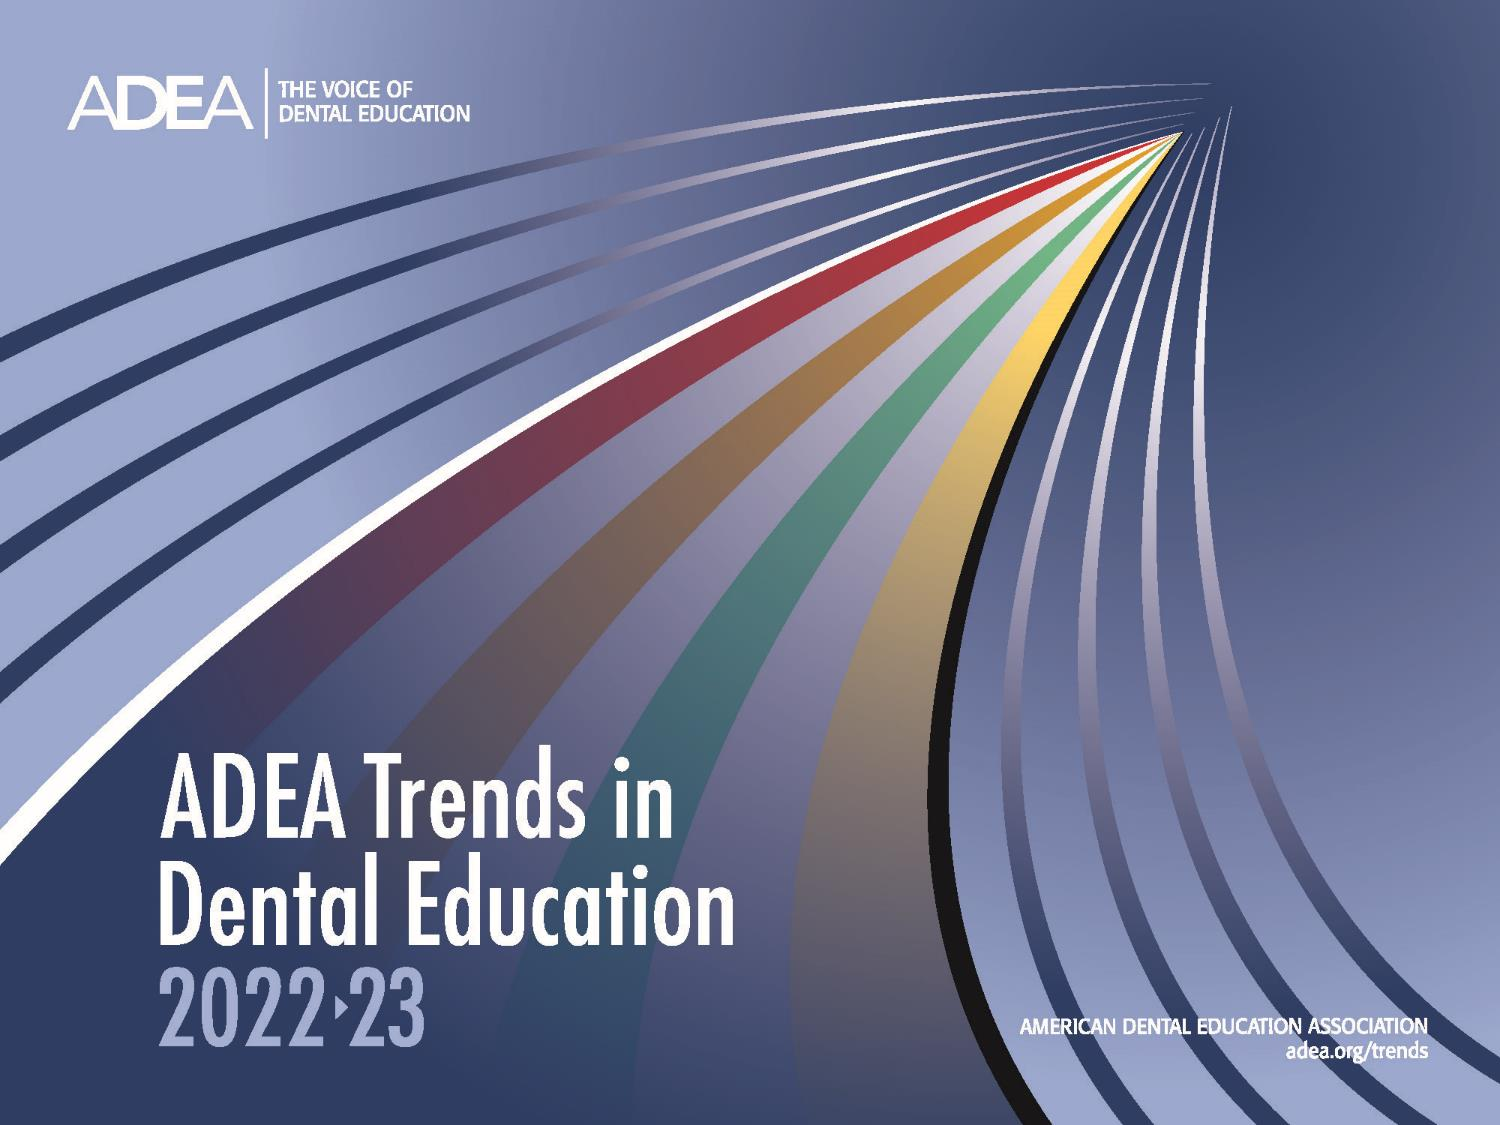 ADEA
THE VOICE OF
DENTAL EDUCATION
ADEA Trends in
Dental Education
2022▸23
AMERICAN DENTAL EDUCATION ASSOCIATION
adea.org/trends